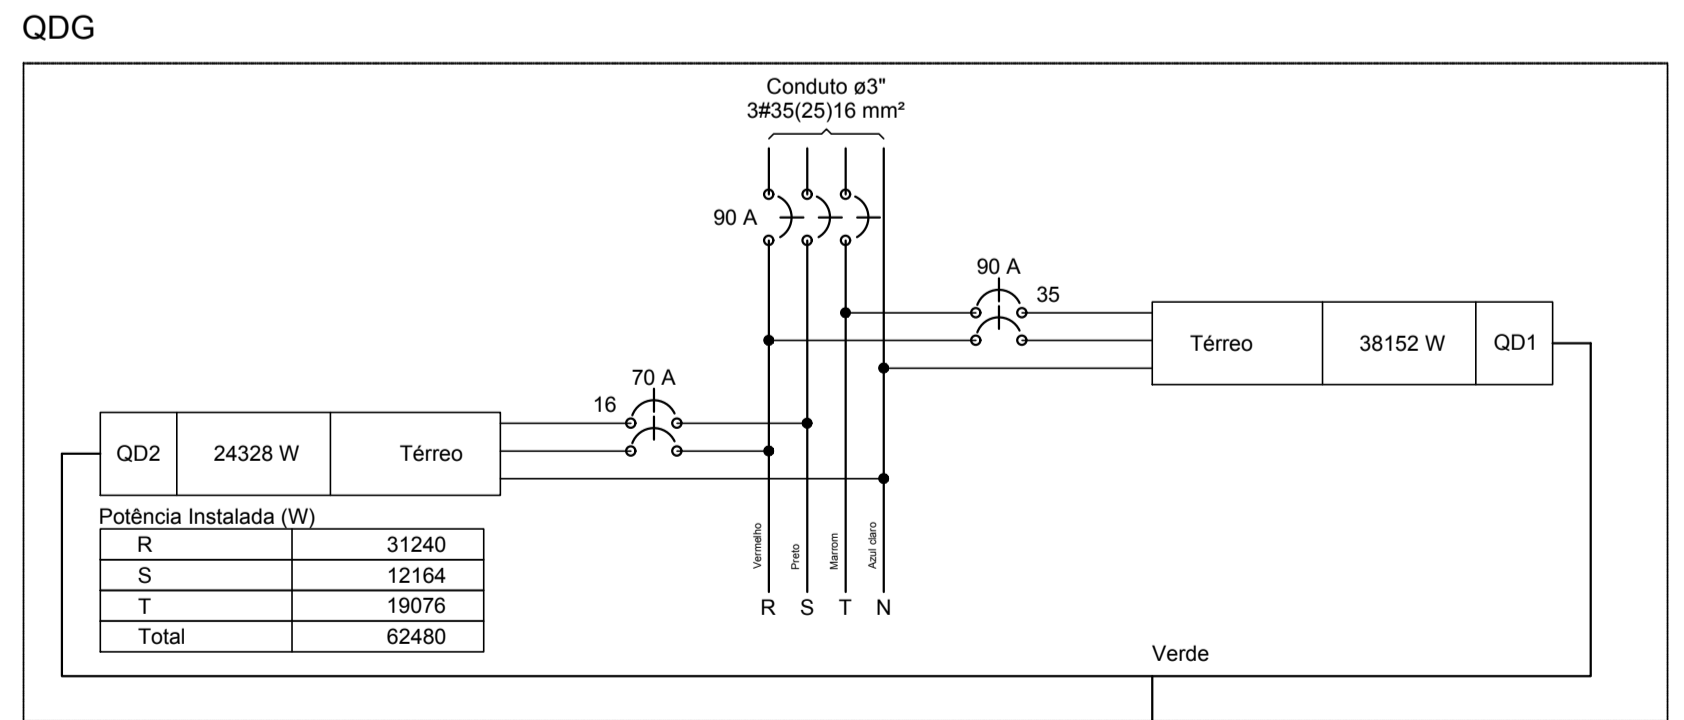 QDG
Conduto ø3"
3#35(25)16 mm²
90 A
90 A
35
Térreo 38152 W QD1
70 A
16
QD2 24328 W Térreo
Potência Instalada (W)
R 31240
S 12164
T 19076
Total 62480
Vermelho
Preto
Marrom
Azul claro
R S T N
Verde